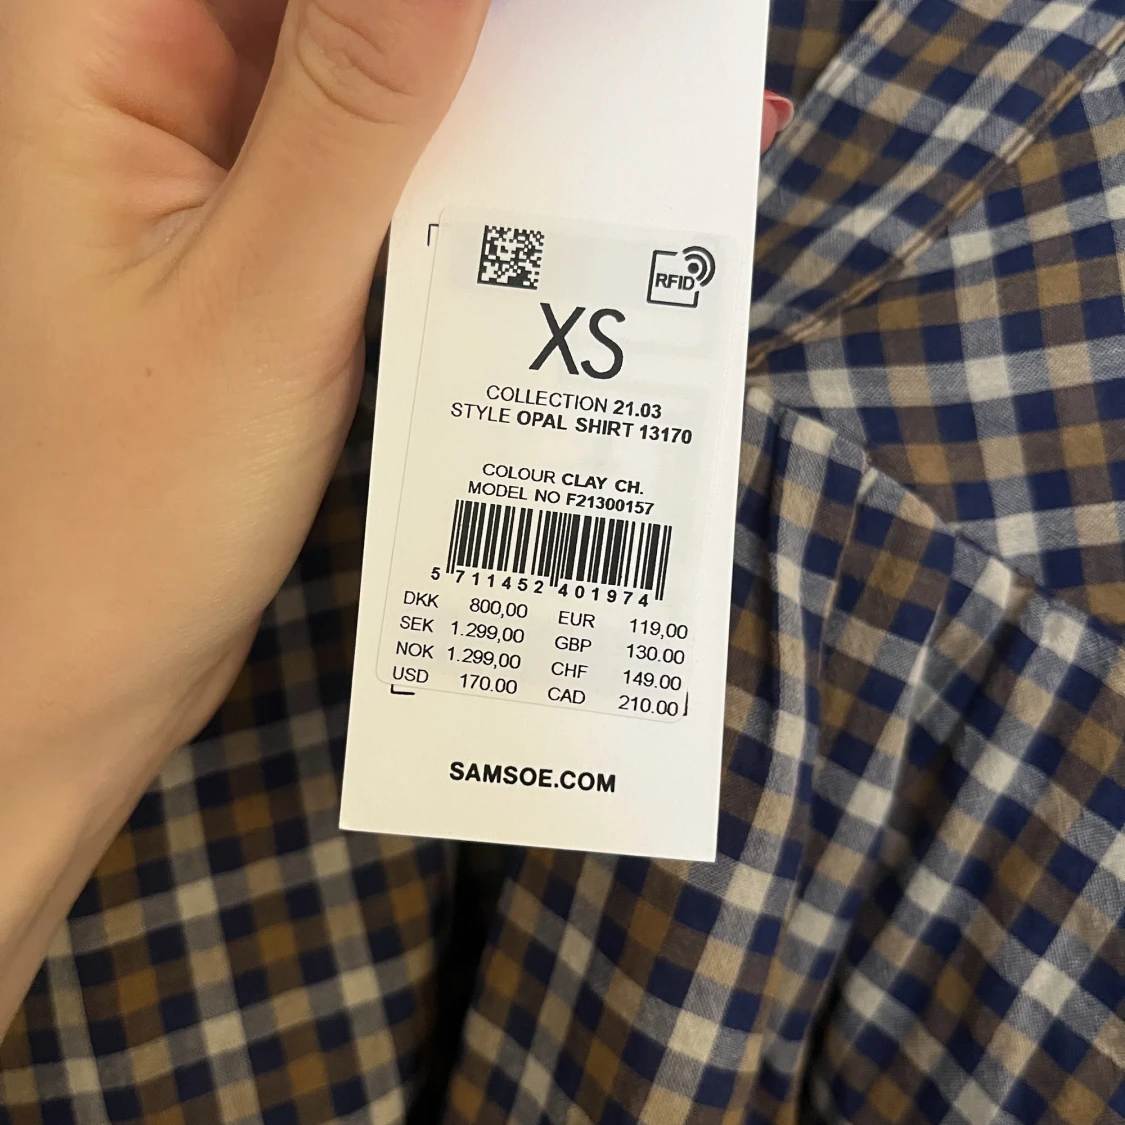 RFID
XS
COLLECTION 21.03
STYLE OPAL SHIRT 13170
COLOUR CLAY CH.
MODEL NO F21300157
5 711452 401974
DKK 800,00 EUR 119,00
SEK 1.299,00 GBP 130.00
NOK 1.299,00 CHF 149.00
USD 170.00 CAD 210.00
SAMSOE.COM